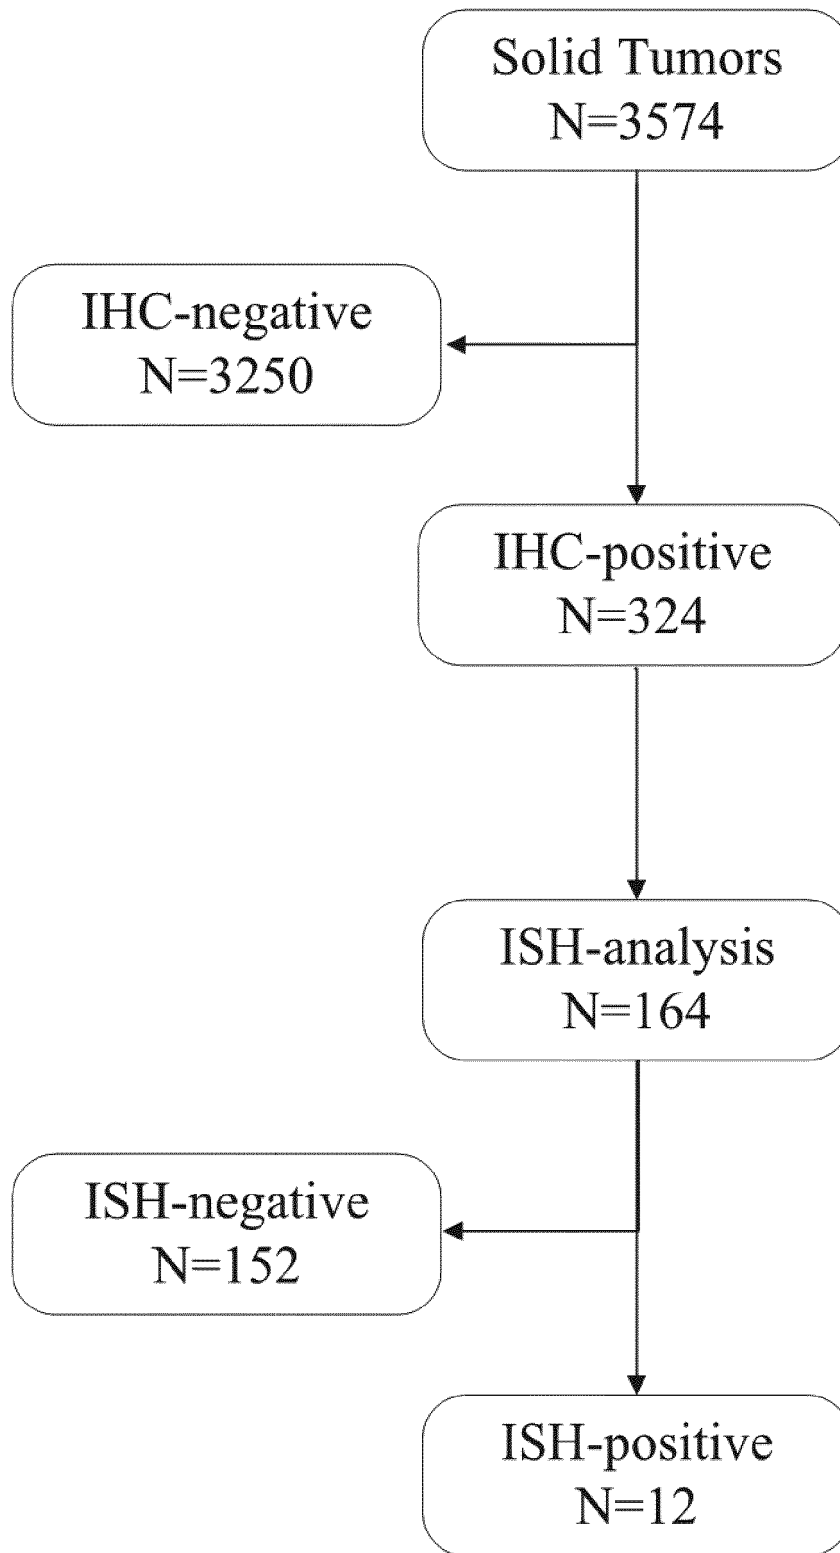 Solid Tumors
N=3574
IHC-negative
N=3250
IHC-positive
N=324
ISH-analysis
N=164
ISH-negative
N=152
ISH-positive
N=12